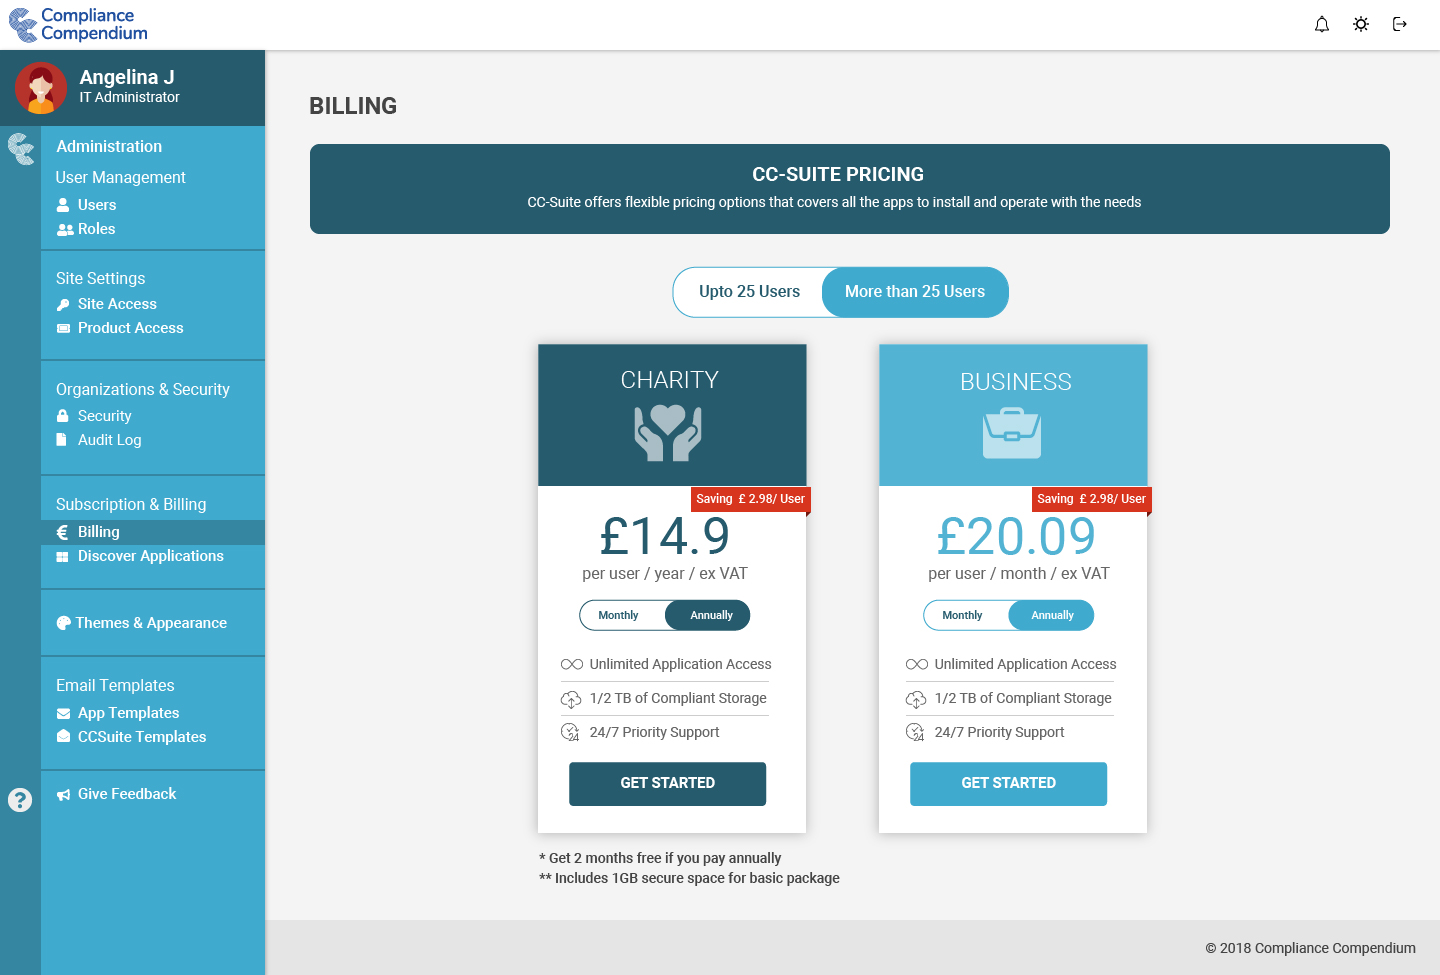 Compliance
Compendium
Angelina J
IT Administrator
Administration
User Management
Users
Roles
Site Settings
Site Access
Product Access
Organizations & Security
Security
Audit Log
Subscription & Billing
Billing
Discover Applications
Themes & Appearance
Email Templates
App Templates
CCSuite Templates
Give Feedback
BILLING
CC-SUITE PRICING
CC-Suite offers flexible pricing options that covers all the apps to install and operate with the needs
Upto 25 Users
More than 25 Users
CHARITY
Saving £ 2.98/ User
£14.9
per user / year / ex VAT
Monthly
Annually
Unlimited Application Access
1/2 TB of Compliant Storage
24
24/7 Priority Support
GET STARTED
BUSINESS
Saving £ 2.98/ User
£20.09
per user / month / ex VAT
Monthly
Annually
Unlimited Application Access
1/2 TB of Compliant Storage
24
24/7 Priority Support
GET STARTED
* Get 2 months free if you pay annually
** Includes 1GB secure space for basic package
© 2018 Compliance Compendium